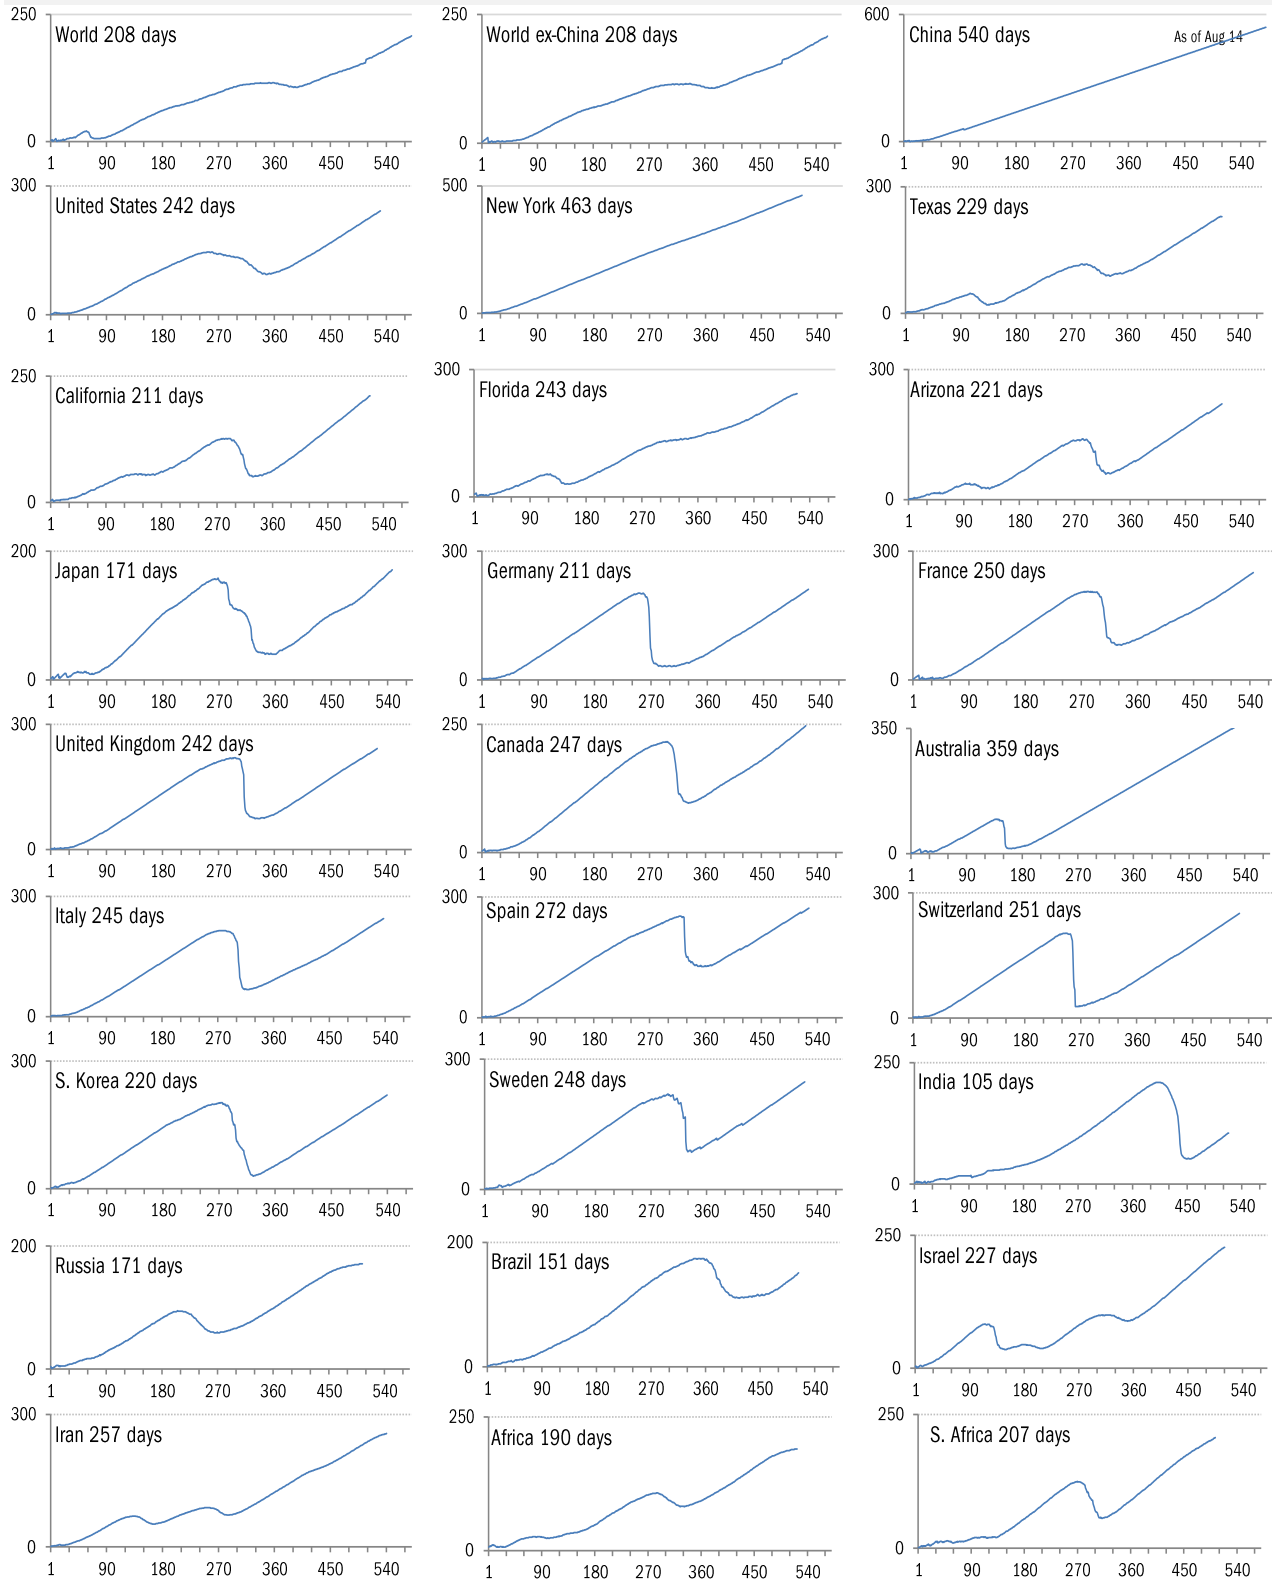 250
World 208 days
0
1 90 180 270 360 450 540
250
World ex-China 208 days
0
1 90 180 270 360 450 540
600
China 540 days
As of Aug 14
400
200
0
1 90 180 270 360 450 540
300
United States 242 days
0
1 90 180 270 360 450 540
500
New York 463 days
0
1 90 180 270 360 450 540
300
Texas 229 days
0
1 90 180 270 360 450 540
250
California 211 days
0
1 90 180 270 360 450 540
300
Florida 243 days
0
1 90 180 270 360 450 540
300
Arizona 221 days
0
1 90 180 270 360 450 540
200
Japan 171 days
0
1 90 180 270 360 450 540
300
Germany 211 days
0
1 90 180 270 360 450 540
300
France 250 days
0
1 90 180 270 360 450 540
300
United Kingdom 242 days
0
1 90 180 270 360 450 540
250
Canada 247 days
0
1 90 180 270 360 450 540
350
Australia 359 days
0
1 90 180 270 360 450 540
300
Italy 245 days
0
1 90 180 270 360 450 540
300
Spain 272 days
0
1 90 180 270 360 450 540
300
Switzerland 251 days
0
1 90 180 270 360 450 540
300
S. Korea 220 days
0
1 90 180 270 360 450 540
300
Sweden 248 days
0
1 90 180 270 360 450 540
250
India 105 days
0
1 90 180 270 360 450 540
200
Russia 171 days
0
1 90 180 270 360 450 540
200
Brazil 151 days
0
1 90 180 270 360 450 540
250
Israel 227 days
0
1 90 180 270 360 450 540
300
Iran 257 days
0
1 90 180 270 360 450 540
250
Africa 190 days
0
1 90 180 270 360 450 540
250
S. Africa 207 days
0
1 90 180 270 360 450 540